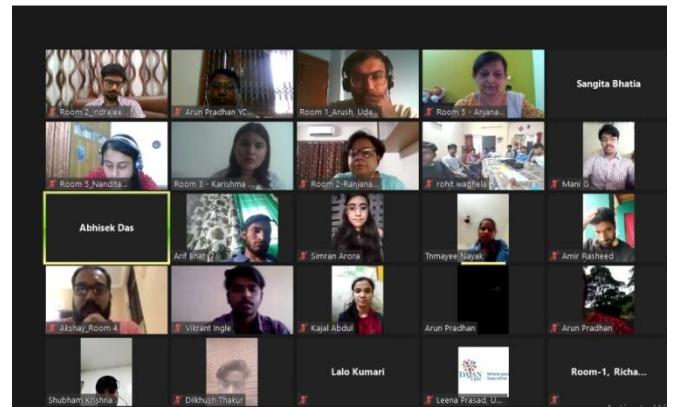 Room 2_Indrajee...
Arun Pradhan YC...
Room 1_Arush, Uda...
Room 5 - Anjana...
Sangita Bhatia
Room 5_Nandita...
Room 3 - Karishma
Room 2-Ranjana...
rohit waghela
Mani G
Abhisek Das
Arif Bhat
Simran Arora
Tnmayee Nayak
Amir Rasheed
Akshay_Room 4
Vikrant Ingle
Kajal Abdul
Arun Pradhan
Arun Pradhan
Shubham Krishna
Dilkhush Thakur
Lalo Kumari
Leena Prasad, U...
Room-1, Richa...